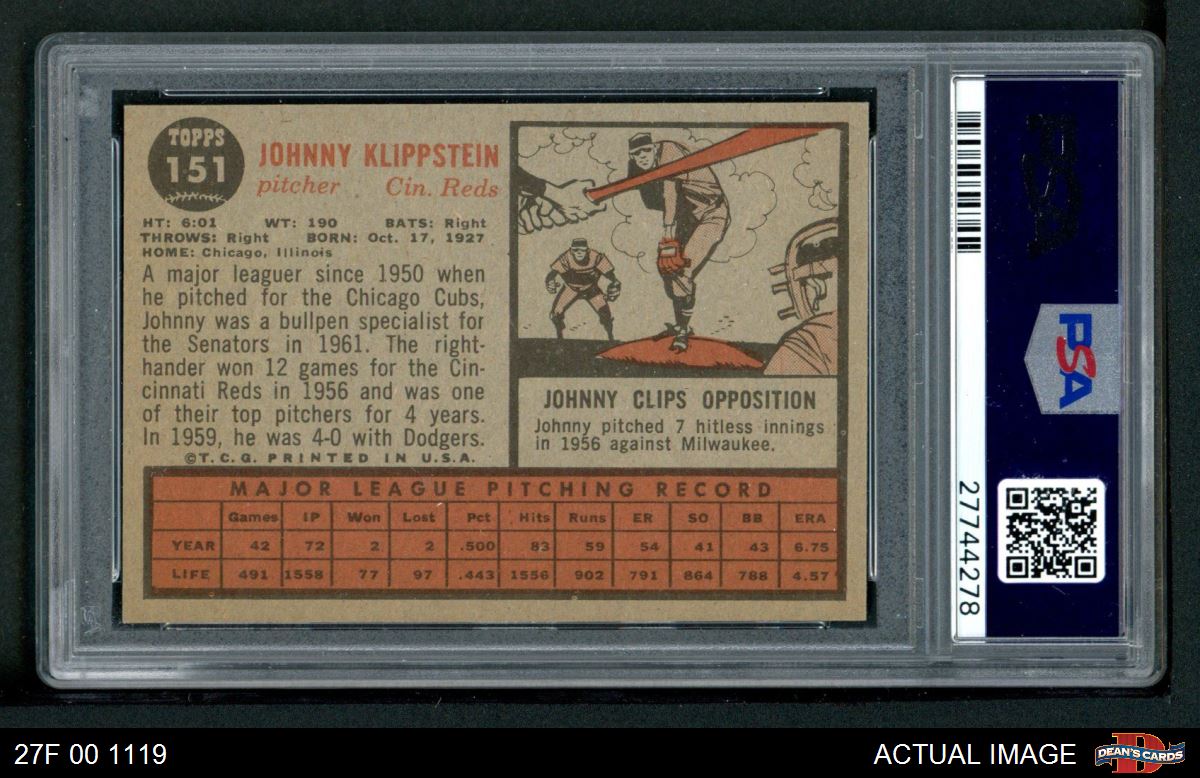 TOPPS
151
JOHNNY KLIPPSTEIN
pitcher Cin. Reds
HT: 6:01 WT: 190 BATS: Right
THROWS: Right BORN: Oct. 17, 1927
HOME: Chicago, Illinois
A major leaguer since 1950 when
he pitched for the Chicago Cubs,
Johnny was a bullpen specialist for
the Senators in 1961. The right-
hander won 12 games for the Cin-
cinnati Reds in 1956 and was one
of their top pitchers for 4 years.
In 1959, he was 4-0 with Dodgers.
©T.C.G. PRINTED IN U.S.A.
JOHNNY CLIPS OPPOSITION
Johnny pitched 7 hitless innings
in 1956 against Milwaukee.
MAJOR LEAGUE PITCHING RECORD
Games IP Won Lost Pct Hits Runs ER SO BB ERA
YEAR 42 72 2 2 .500 83 59 54 41 43 6.75
LIFE 491 1558 77 97 .443 1556 902 791 864 788 4.57
PSA
PSA
27744278
27F 00 1119
ACTUAL IMAGE
DEAN'S CARDS